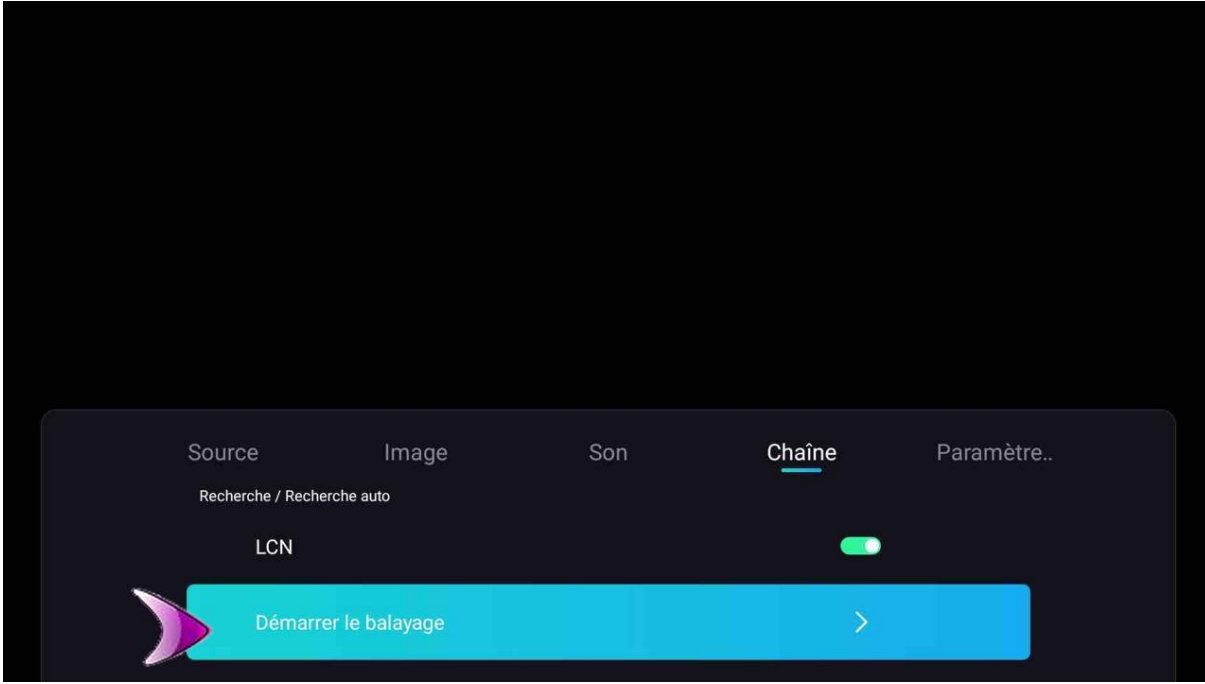 Source Image Son Chaîne Paramètre..
Recherche / Recherche auto
LCN
Démarrer le balayage